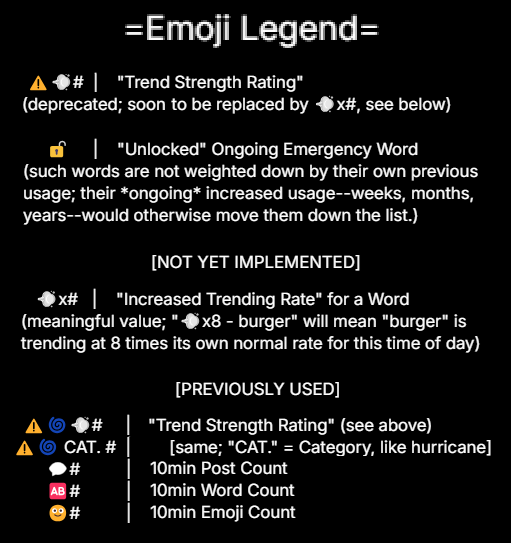 =Emoji Legend=
⚠️ 💨# | "Trend Strength Rating"
(deprecated; soon to be replaced by 💨x#, see below)
🔓 | "Unlocked" Ongoing Emergency Word
(such words are not weighted down by their own previous
usage; their *ongoing* increased usage--weeks, months,
years--would otherwise move them down the list.)
[NOT YET IMPLEMENTED]
💨x# | "Increased Trending Rate" for a Word
(meaningful value; "💨x8 - burger" will mean "burger" is
trending at 8 times its own normal rate for this time of day)
[PREVIOUSLY USED]
⚠️ 🌀 💨# | "Trend Strength Rating" (see above)
⚠️ 🌀 CAT. # | [same; "CAT." = Category, like hurricane]
💬# | 10min Post Count
🆎# | 10min Word Count
🙂# | 10min Emoji Count